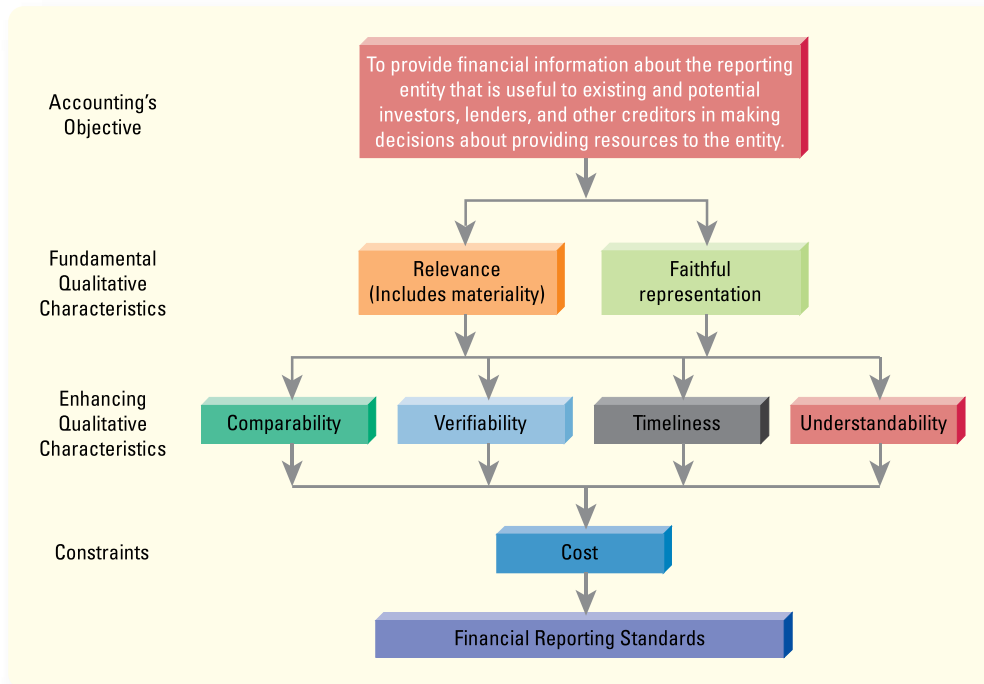 Accounting's
Objective
To provide financial information about the reporting
entity that is useful to existing and potential
investors, lenders, and other creditors in making
decisions about providing resources to the entity.
Fundamental
Qualitative
Characteristics
Relevance
(Includes materiality)
Faithful
representation
Enhancing
Qualitative
Characteristics
Comparability
Verifiability
Timeliness
Understandability
Constraints
Cost
Financial Reporting Standards